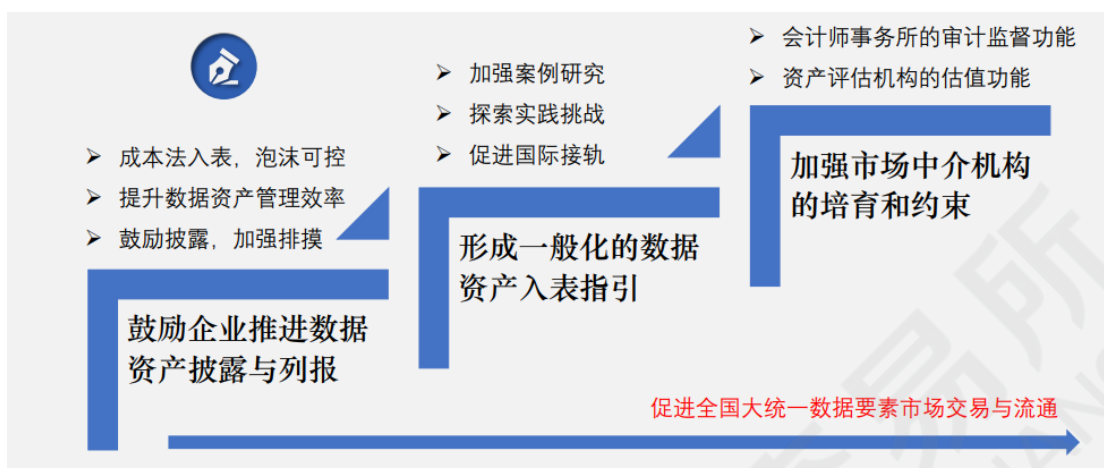 成本法入表，泡沫可控
提升数据资产管理效率
鼓励披露，加强排摸
鼓励企业推进数据
资产披露与列报
加强案例研究
探索实践挑战
促进国际接轨
形成一般化的数据
资产入表指引
会计师事务所的审计监督功能
资产评估机构的估值功能
加强市场中介机构
的培育和约束
促进全国大统一数据要素市场交易与流通
易所